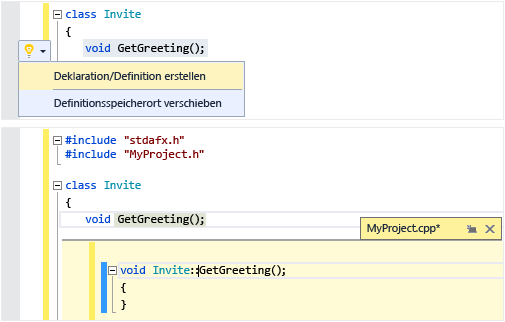 class Invite
{
void GetGreeting();
Deklaration/Definition erstellen
Definitionsspeicherort verschieben
#include "stdafx.h"
#include "MyProject.h"
class Invite
{
void GetGreeting();
MyProject.cpp*
void Invite::GetGreeting();
{
}